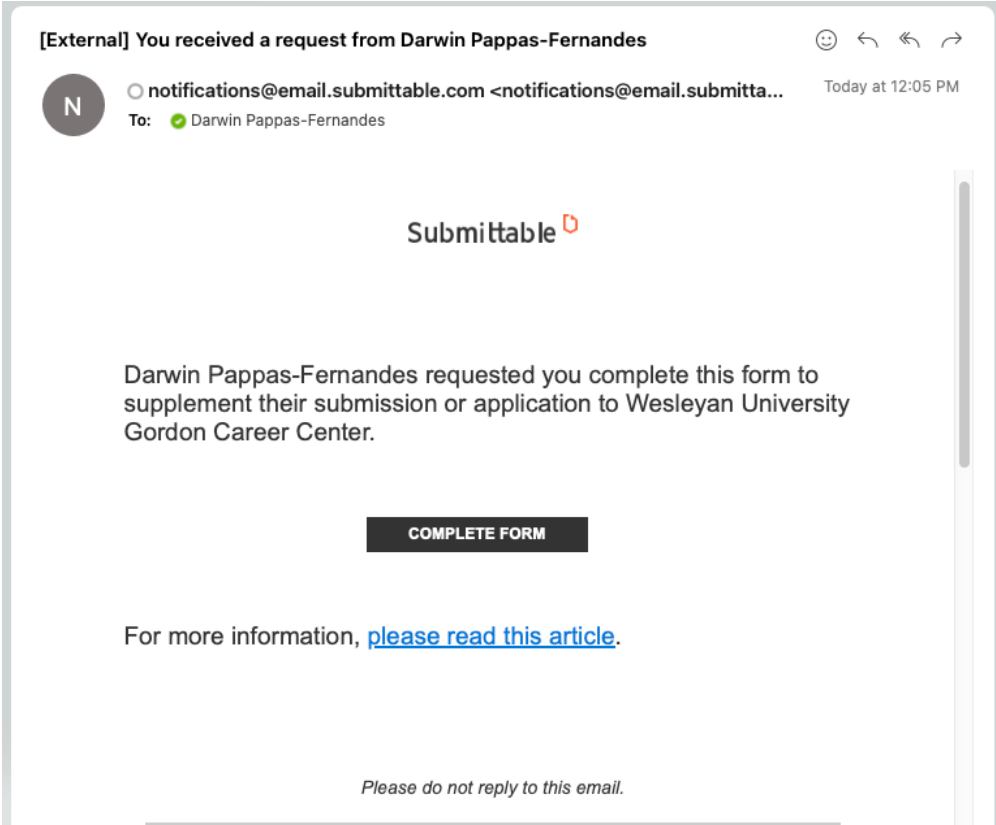 [External] You received a request from Darwin Pappas-Fernandes
N
notifications@email.submittable.com <notifications@email.submitta...
Today at 12:05 PM
To: Darwin Pappas-Fernandes
Submittable
Darwin Pappas-Fernandes requested you complete this form to
supplement their submission or application to Wesleyan University
Gordon Career Center.
COMPLETE FORM
For more information, please read this article.
Please do not reply to this email.